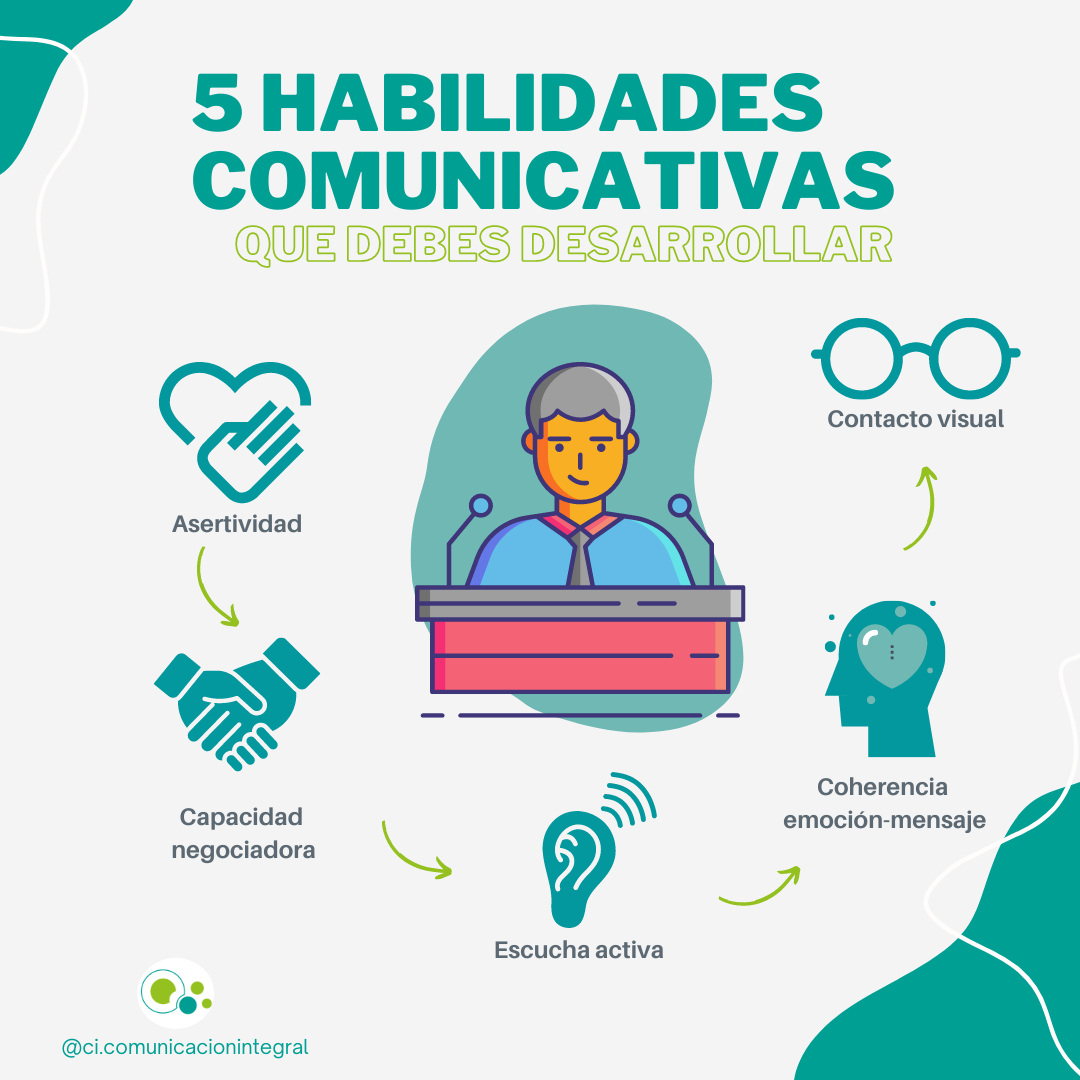 5 HABILIDADES
COMUNICATIVAS
QUE DEBES DESARROLLAR
Asertividad
Capacidad
negociadora
Escucha activa
Coherencia
emoción-mensaje
Contacto visual
@ci.comunicacionintegral